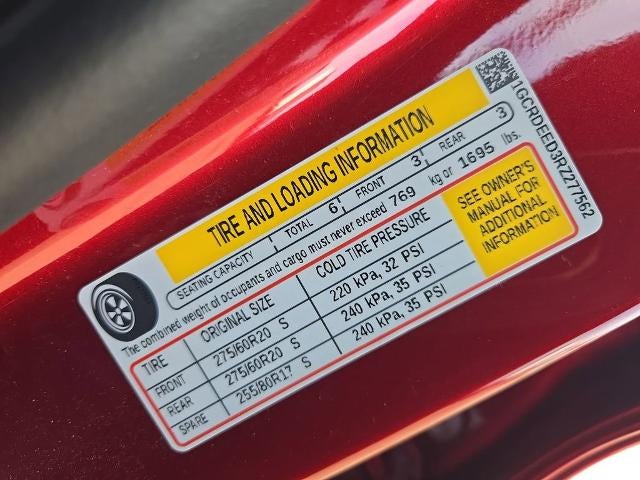 TIRE AND LOADING INFORMATION
SEATING CAPACITY TOTAL 6 FRONT 3 REAR 3
The combined weight of occupants and cargo must never exceed 769 kg or 1695 lbs.
TIRE ORIGINAL SIZE COLD TIRE PRESSURE
FRONT 275/60R20 S 220 kPa, 32 PSI
REAR 275/60R20 S 240 kPa, 35 PSI
SPARE 255/80R17 S 240 kPa, 35 PSI
SEE OWNER'S
MANUAL FOR
ADDITIONAL
INFORMATION
1GCRDEED3RZ277562